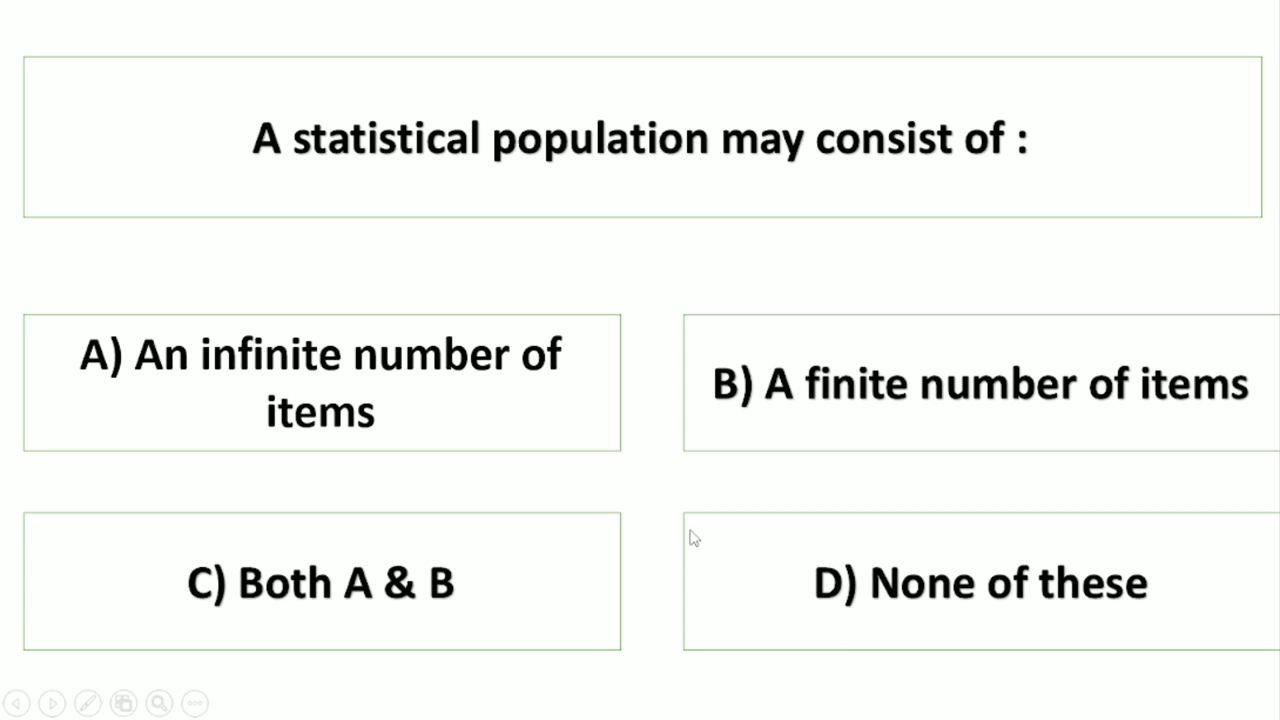 A statistical population may consist of :
A) An infinite number of
items
B) A finite number of items
C) Both A & B
D) None of these